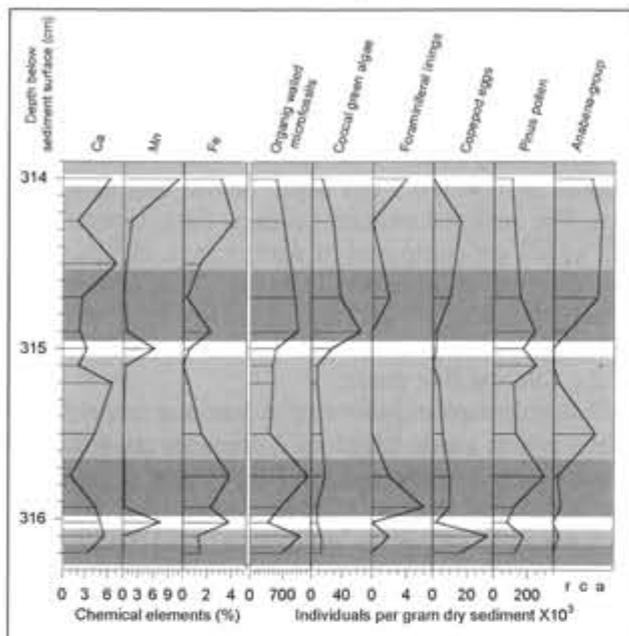 Depth below
sediment surface (cm)
Ca
Mn
Fe
Organig walled
microfossils
Coccal green algae
Foraminiferal linings
Copepod eggs
Pinus pollen
Anabena-group
314
315
316
0 3 6 0 3 6 9 0 2 4 0 700 0 40 0 4 0 20 0 200 r c a
Chemical elements (%) Individuals per gram dry sediment X10³